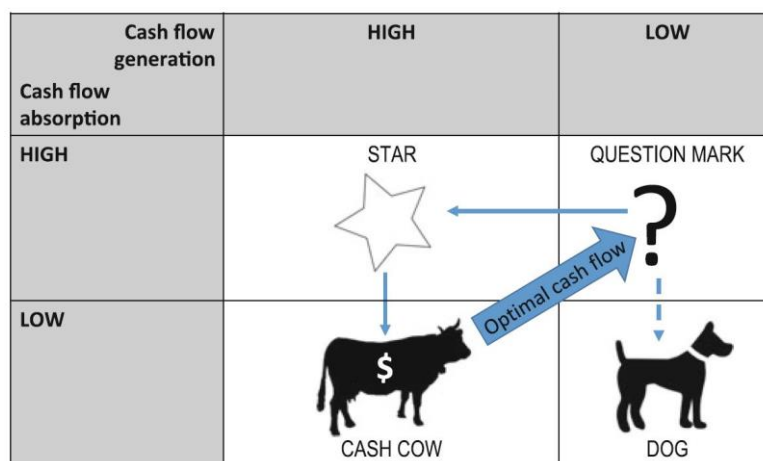 Cash flow
generation
Cash flow
absorption
HIGH
LOW
HIGH
STAR
QUESTION MARK
?
Optimal cash flow
LOW
$
CASH COW
DOG